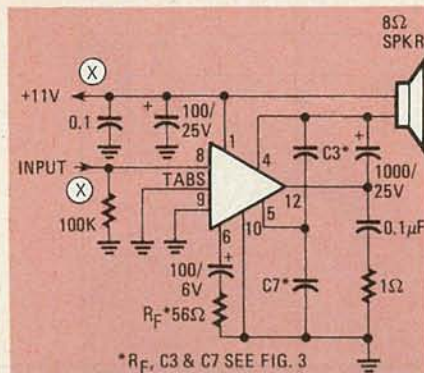 8Ω
SPKR
X
+11V
0.1
+
100/
25V
1
INPUT
X
8
TABS
9
100K
4
C3*
+
1000/
25V
5
12
10
6
+
100/
6V
0.1µF
C7*
RF*56Ω
1Ω
*RF, C3 & C7 SEE FIG. 3